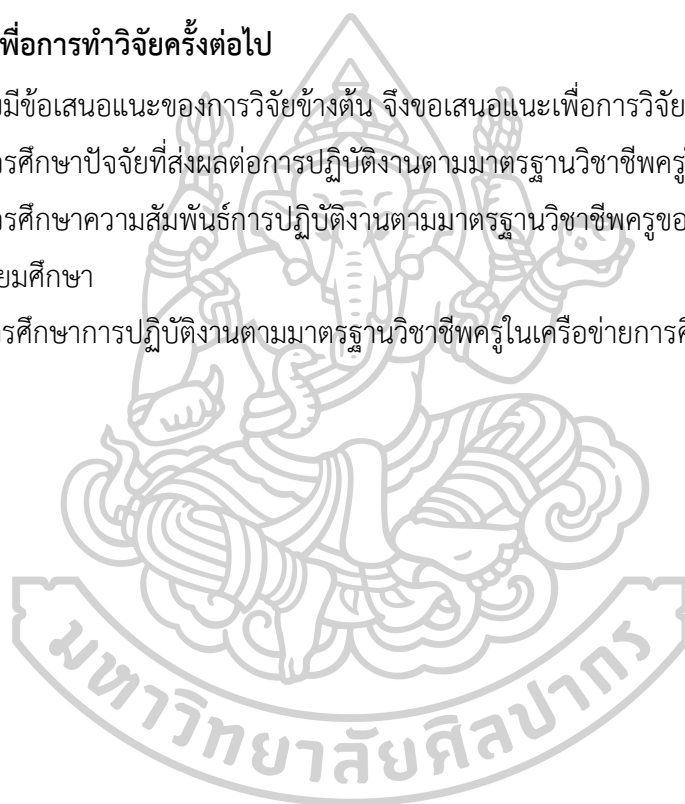 พื่อการทำวิจัยครั้งต่อไป
มีข้อเสนอแนะของการวิจัยข้างต้น จึงขอเสนอแนะเพื่อการวิจัย
รศึกษาปัจจัยที่ส่งผลต่อการปฏิบัติงานตามมาตรฐานวิชาชีพครู
รศึกษาความสัมพันธ์การปฏิบัติงานตามมาตรฐานวิชาชีพครูขอ
ยมศึกษา
รศึกษาการปฏิบัติงานตามมาตรฐานวิชาชีพครูในเครือข่ายการศึ
มหาวิทยาลัยศิลปากร